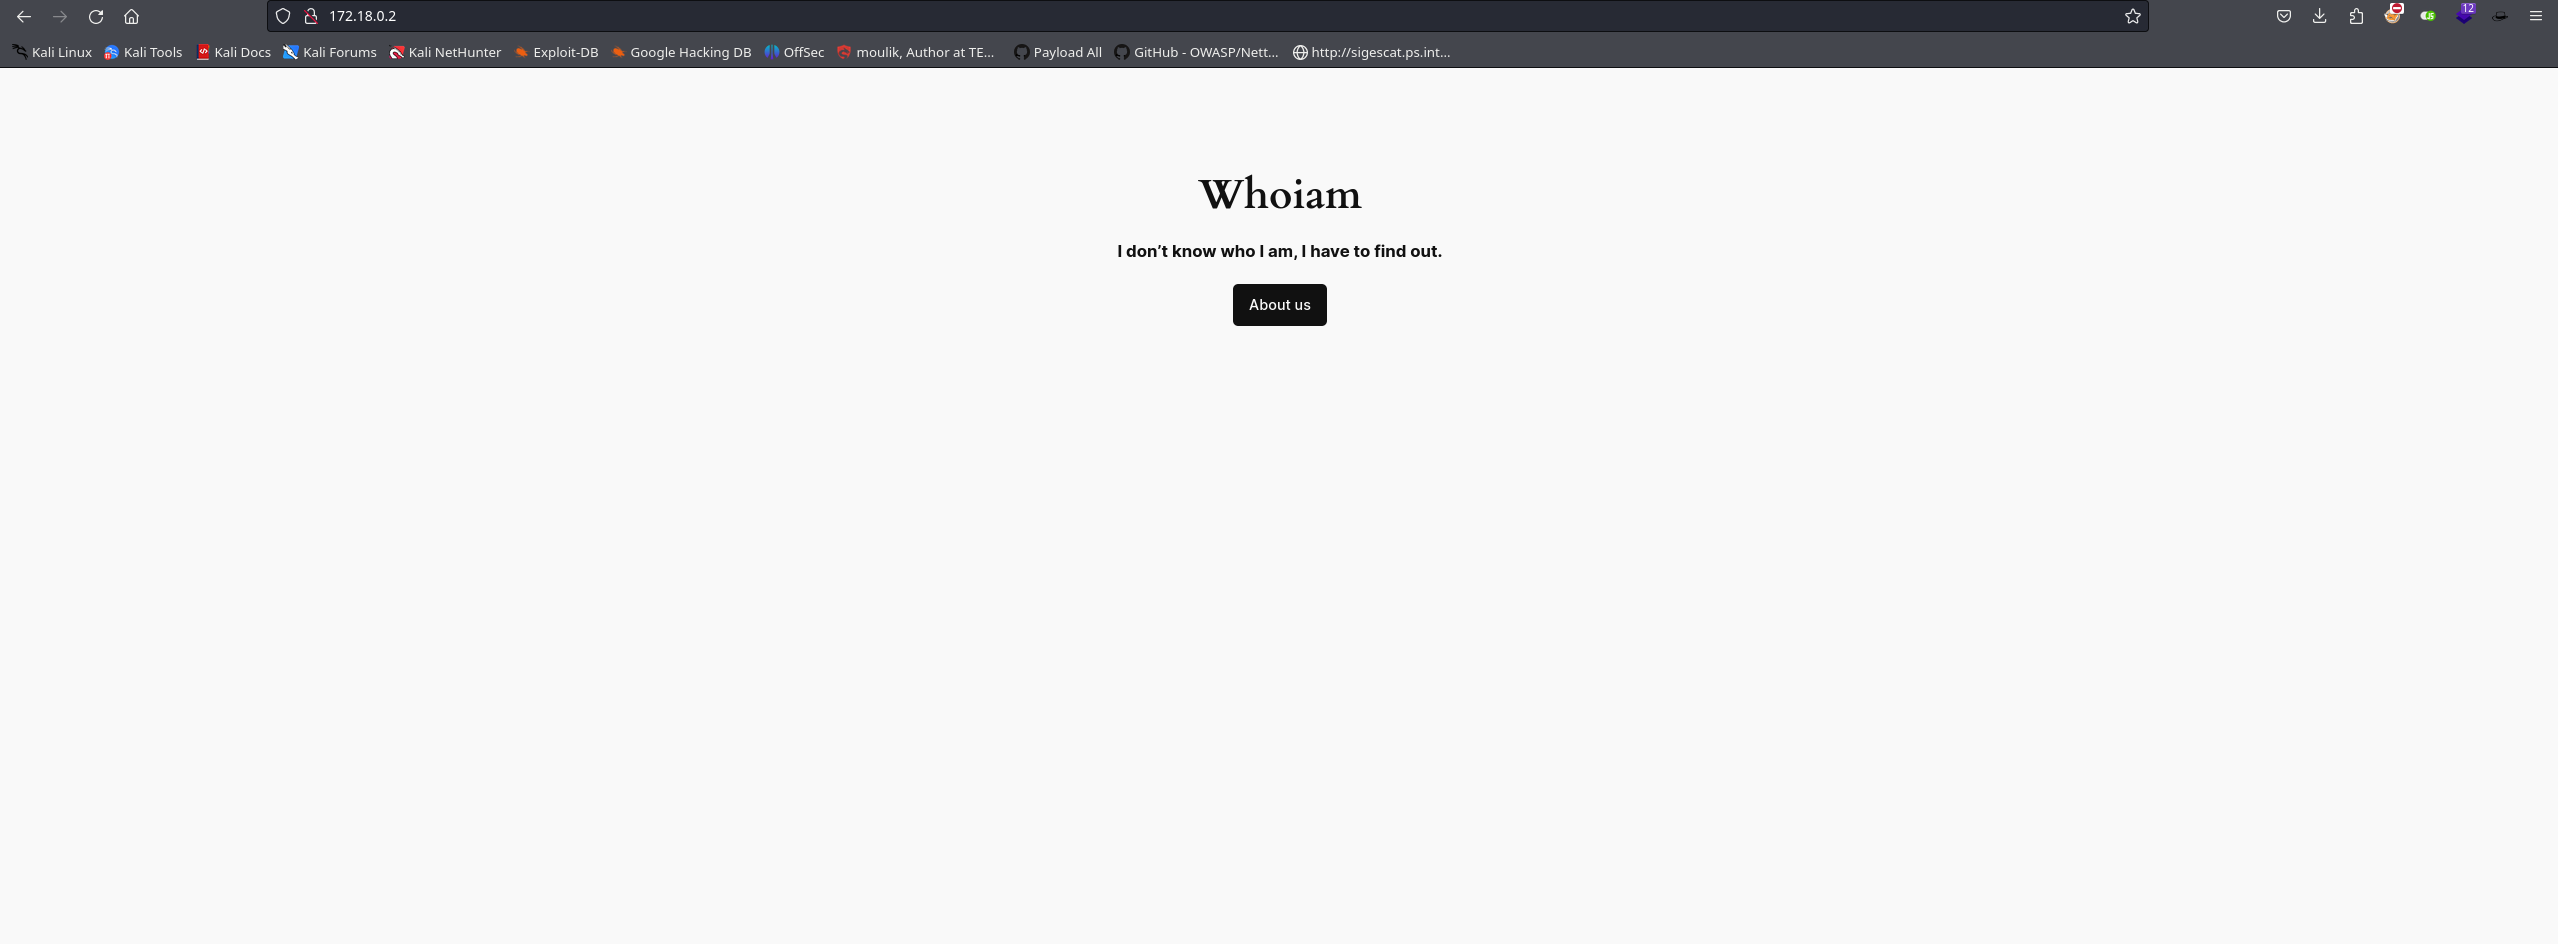 172.18.0.2
12
Kali Linux Kali Tools Kali Docs Kali Forums Kali NetHunter Exploit-DB Google Hacking DB OffSec moulik, Author at TE… Payload All GitHub - OWASP/Nett… http://sigescat.ps.int…
Whoiam
I don’t know who I am, I have to find out.
About us